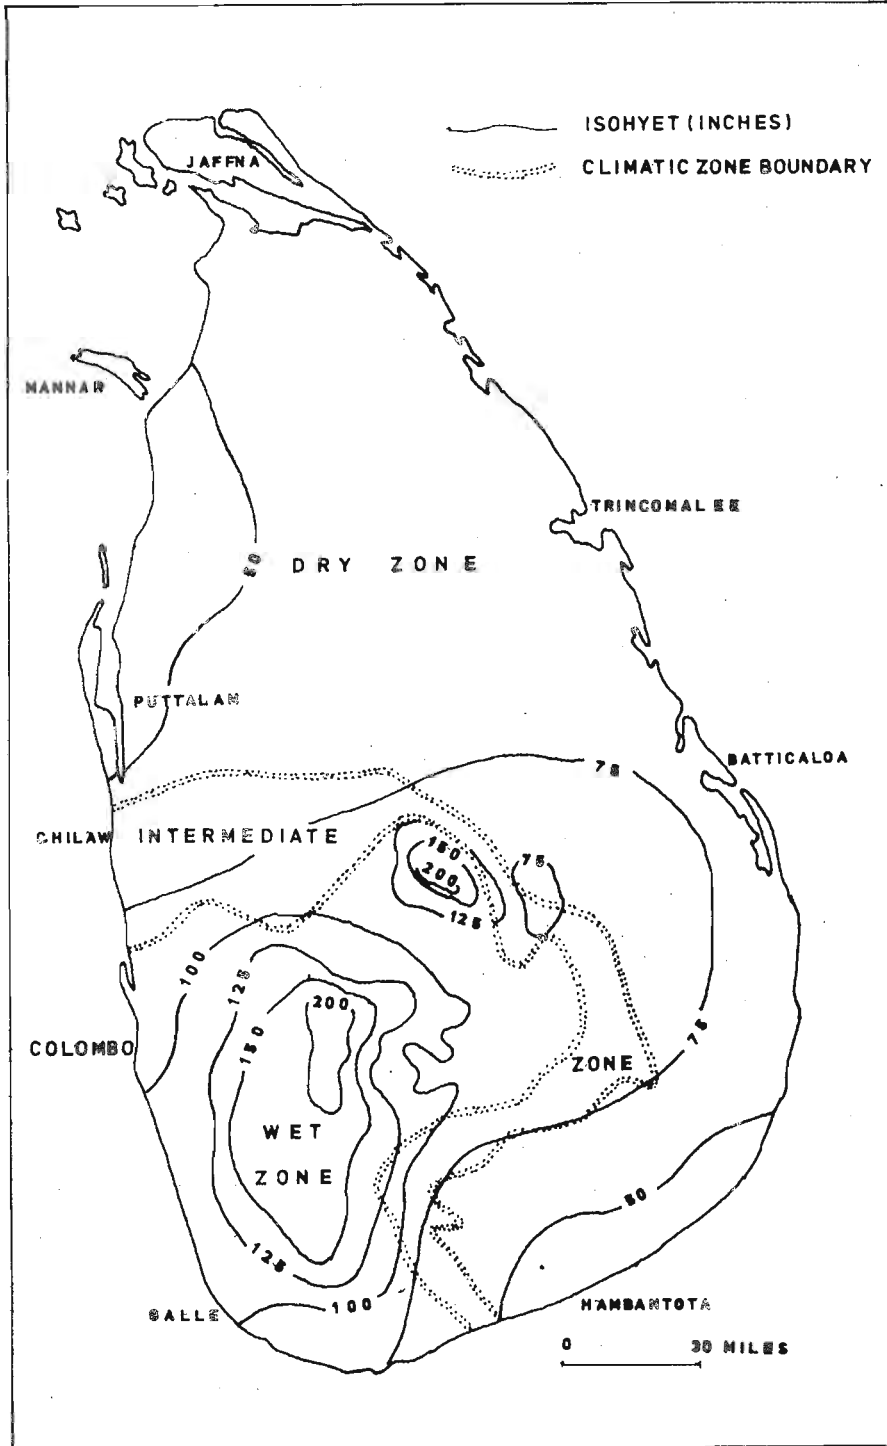 ISOHYET (INCHES)
CLIMATIC ZONE BOUNDARY
JAFFNA
MANNAR
TRINCOMALEE
50
DRY ZONE
PUTTALAM
75
BATTICALOA
CHILAW
INTERMEDIATE
150
200
75
125
100
125
200
150
75
COLOMBO
ZONE
WET
ZONE
50
125
100
GALLE
HAMBANTOTA
0 30 MILES